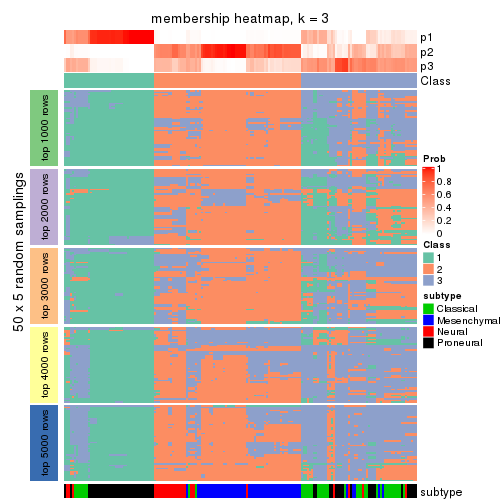 membership heatmap, k = 3
p1
p2
p3
Class
50 x 5 random samplings
top 1000 rows
top 2000 rows
top 3000 rows
top 4000 rows
top 5000 rows
subtype
Prob
1
0.8
0.6
0.4
0.2
0
Class
1
2
3
subtype
Classical
Mesenchymal
Neural
Proneural